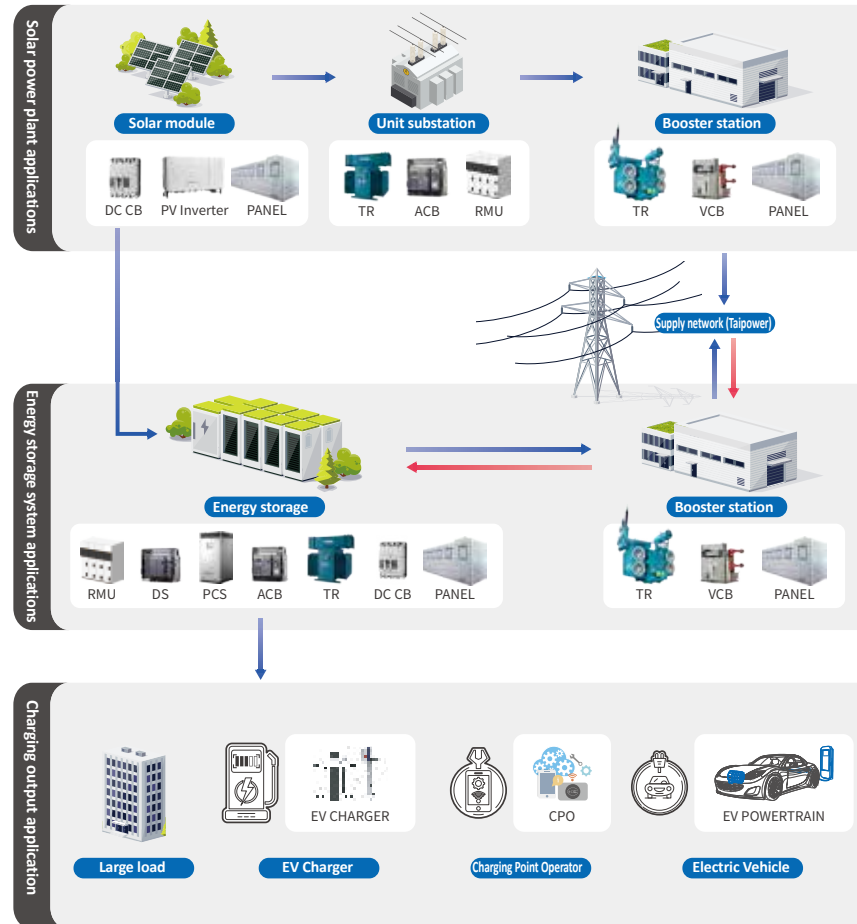 Solar power plant applications
Solar module
Unit substation
Booster station
DC CB
PV Inverter
PANEL
TR
ACB
RMU
TR
VCB
PANEL
Supply network (Taipower)
Energy storage system applications
Energy storage
Booster station
RMU
DS
PCS
ACB
TR
DC CB
PANEL
TR
VCB
PANEL
Charging output application
EV CHARGER
CPO
EV POWERTRAIN
Large load
EV Charger
Charging Point Operator
Electric Vehicle